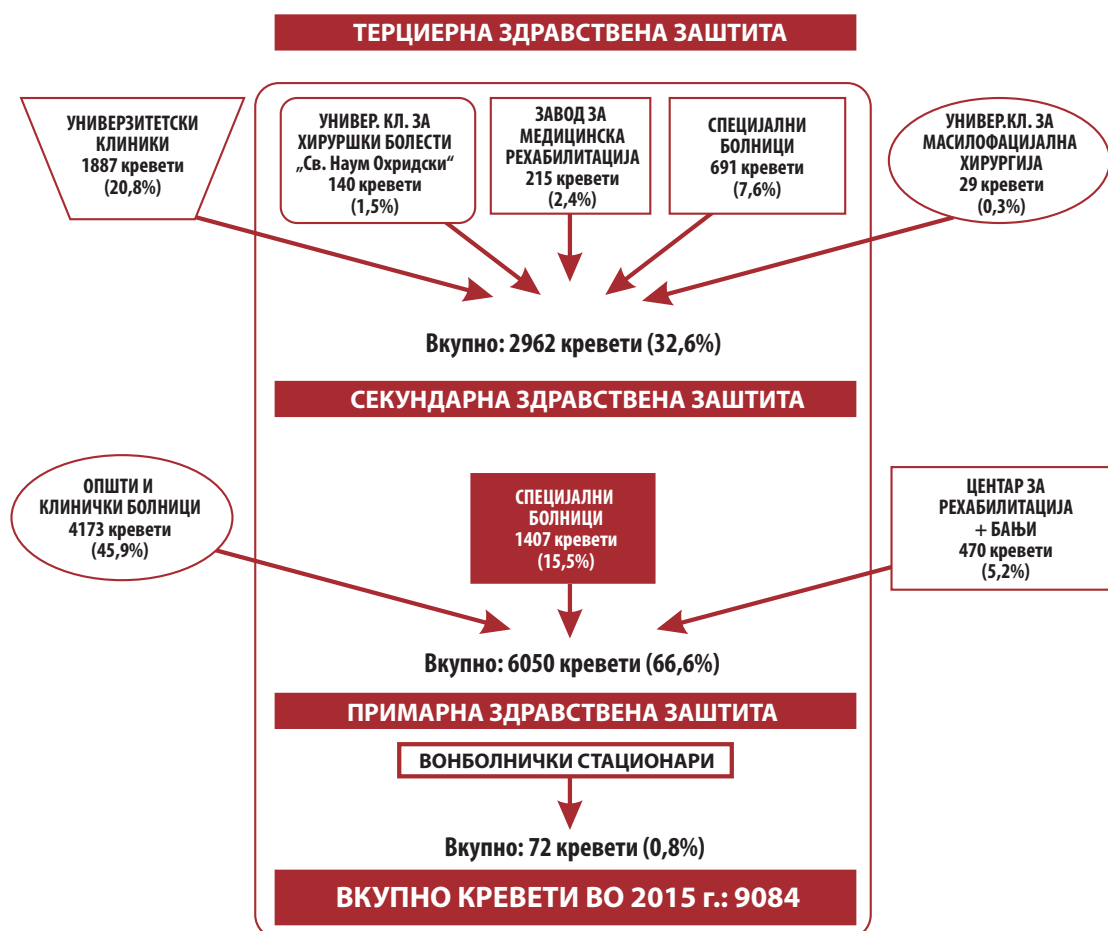 ТЕРЦИЕРНА ЗДРАВСТВЕНА ЗАШТИТА
УНИВЕРЗИТЕТСКИ
КЛИНИКИ
1887 кревети
(20,8%)
УНИВЕР. КЛ. ЗА
ХИРУРШКИ БОЛЕСТИ
„Св. Наум Охридски“
140 кревети
(1,5%)
ЗАВОД ЗА
МЕДИЦИНСКА
РЕХАБИЛИТАЦИЈА
215 кревети
(2,4%)
СПЕЦИЈАЛНИ
БОЛНИЦИ
691 кревети
(7,6%)
УНИВЕР.КЛ. ЗА
МАСИЛОФАЦИЈАЛНА
ХИРУРГИЈА
29 кревети
(0,3%)
Вкупно: 2962 кревети (32,6%)
СЕКУНДАРНА ЗДРАВСТВЕНА ЗАШТИТА
ОПШТИ И
КЛИНИЧКИ БОЛНИЦИ
4173 кревети
(45,9%)
СПЕЦИЈАЛНИ
БОЛНИЦИ
1407 кревети
(15,5%)
ЦЕНТАР ЗА
РЕХАБИЛИТАЦИЈА
+ БАЊИ
470 кревети
(5,2%)
Вкупно: 6050 кревети (66,6%)
ПРИМАРНА ЗДРАВСТВЕНА ЗАШТИТА
ВОНБОЛНИЧКИ СТАЦИОНАРИ
Вкупно: 72 кревети (0,8%)
ВКУПНО КРЕВЕТИ ВО 2015 г.: 9084